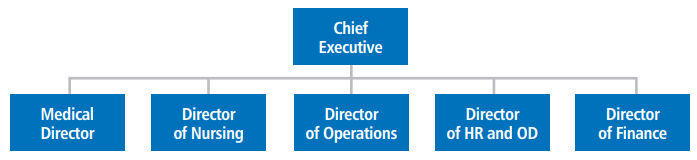 Chief
Executive
Medical
Director
Director
of Nursing
Director
of Operations
Director
of HR and OD
Director
of Finance